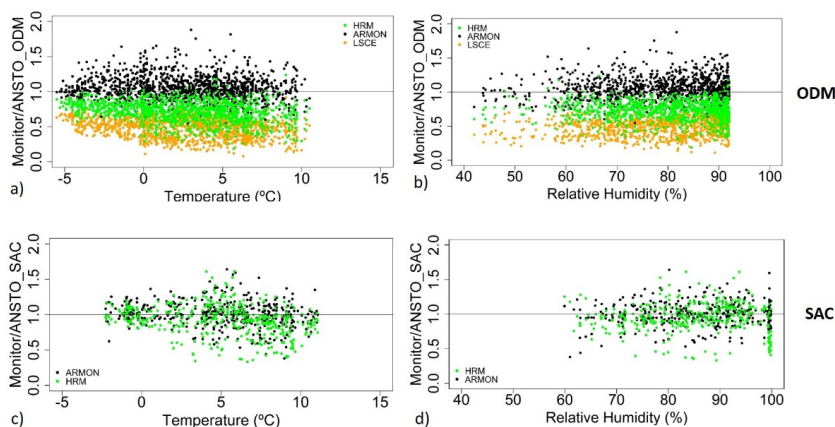 a)
Monitor/ANSTO_ODM
2.0
1.5
1.0
0.5
0.0
HRM
ARMON
LSCE
-5 0 5 10 15
Temperature (ºC)
b)
Monitor/ANSTO_ODM
2.0
1.5
1.0
0.5
0.0
HRM
ARMON
LSCE
40 50 60 70 80 90 100
Relative Humidity (%)
ODM
c)
Monitor/ANSTO_SAC
2.0
1.5
1.0
0.5
0.0
ARMON
HRM
-5 0 5 10 15
Temperature (ºC)
d)
Monitor/ANSTO_SAC
2.0
1.5
1.0
0.5
0.0
HRM
ARMON
40 50 60 70 80 90 100
Relative Humidity (%)
SAC